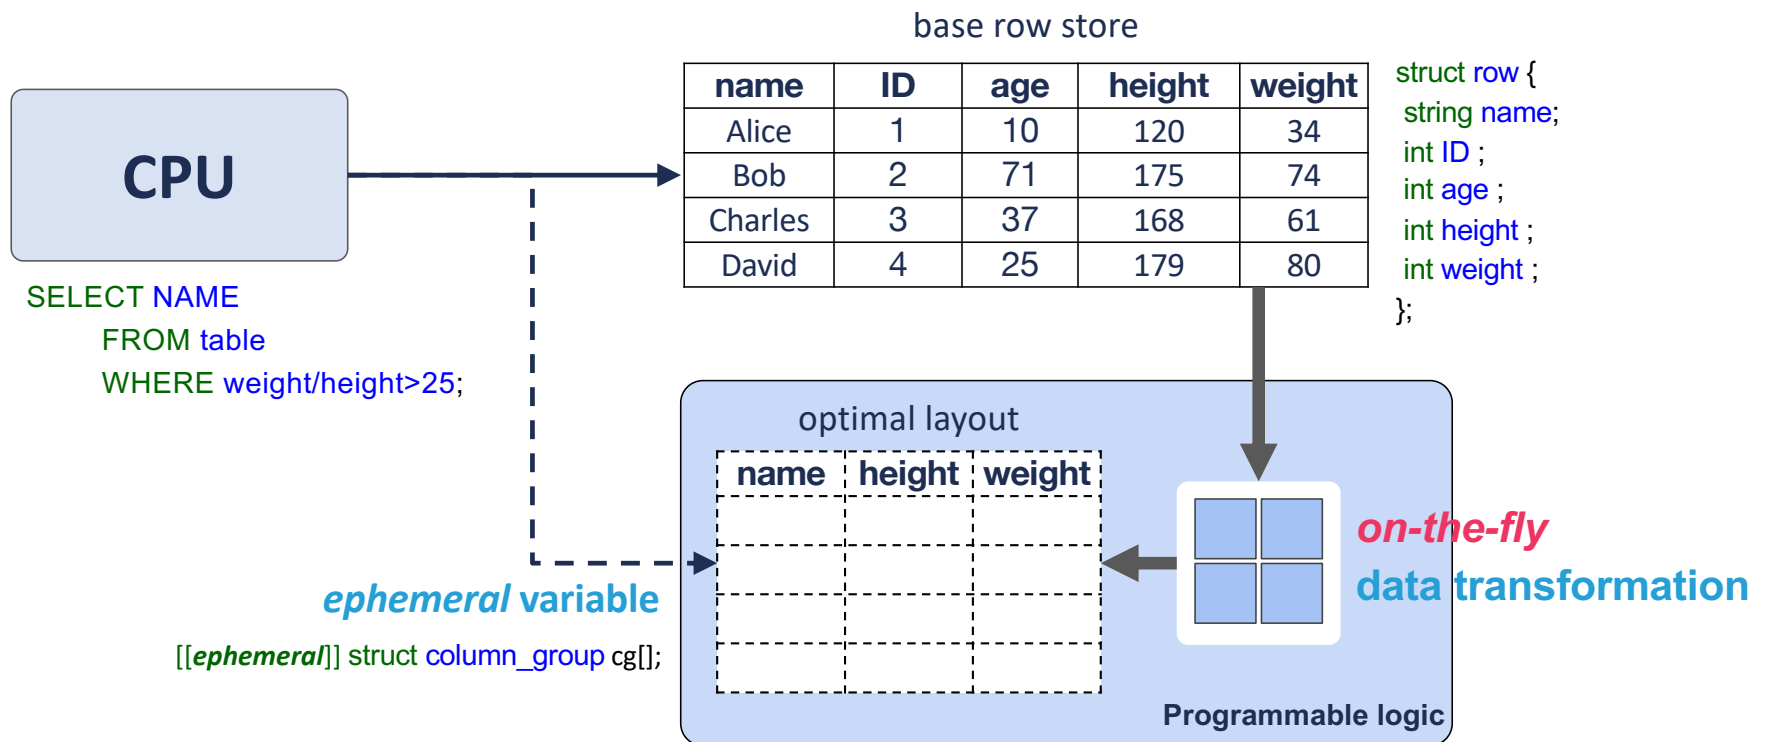 base row store
name ID age height weight
Alice 1 10 120 34
Bob 2 71 175 74
Charles 3 37 168 61
David 4 25 179 80
struct row {
string name;
int ID ;
int age ;
int height ;
int weight ;
};
CPU
SELECT NAME
FROM table
WHERE weight/height>25;
optimal layout
name height weight
on-the-fly
data transformation
ephemeral variable
[[ephemeral]] struct column_group cg[];
Programmable logic